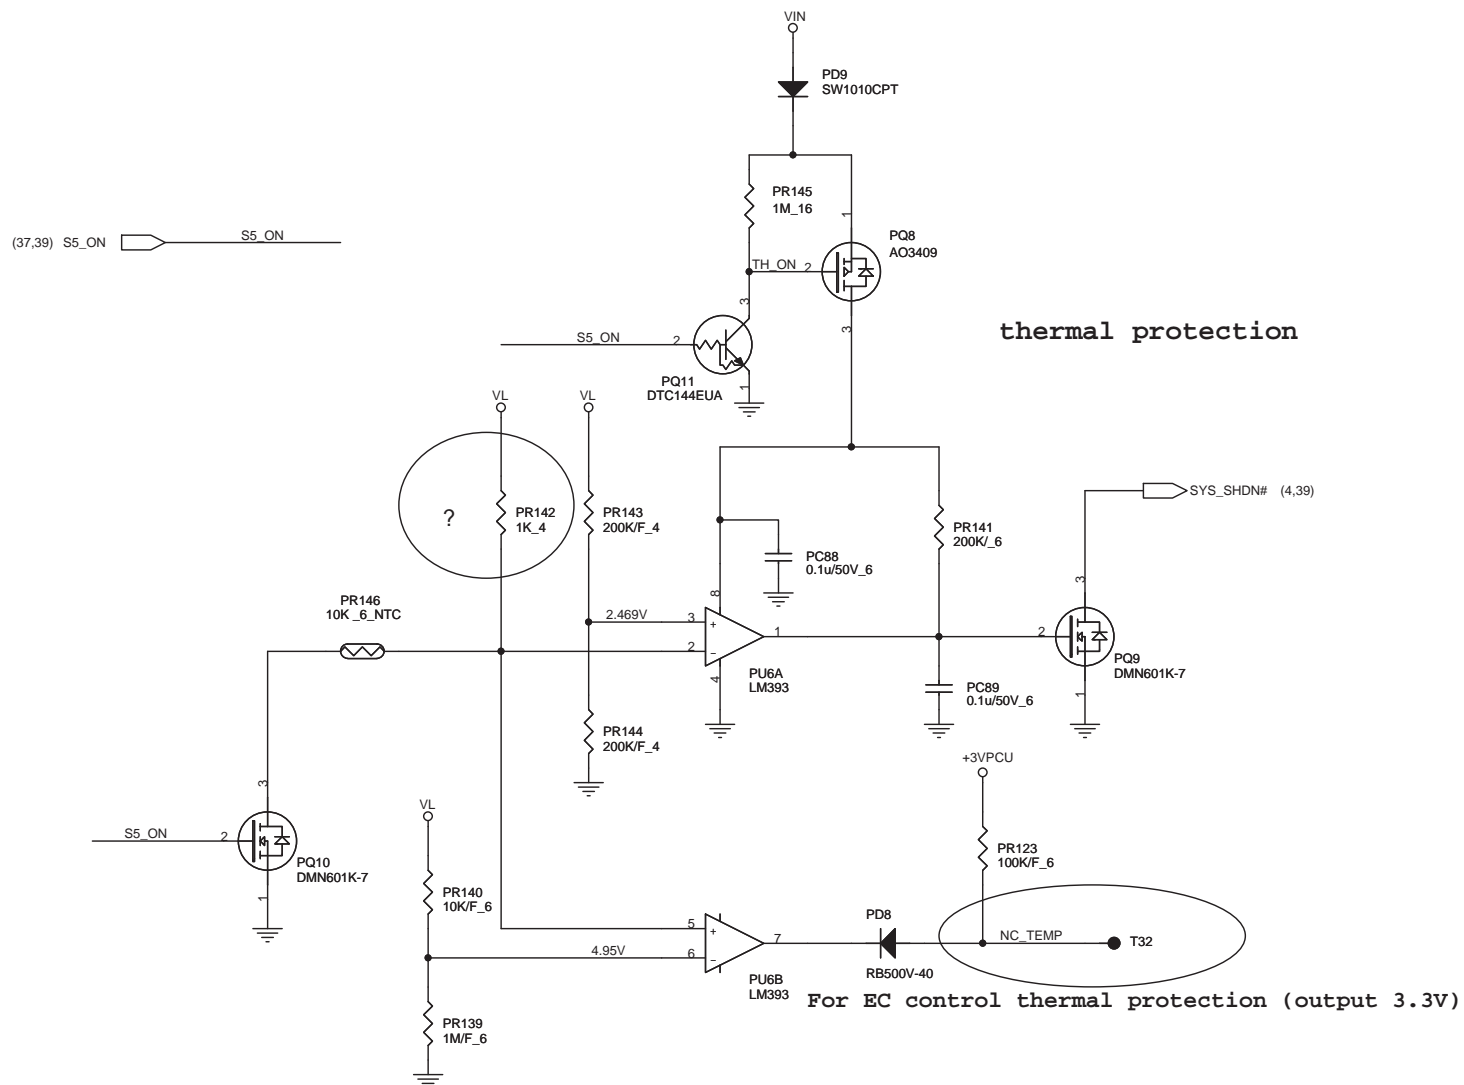 VIN
PD9
SW1010CPT
PR145
1M_16
1
(37,39) S5_ON
S5_ON
PQ8
AO3409
TH_ON 2
3
3
thermal protection
S5_ON
2
PQ11
DTC144EUA
1
VL
VL
SYS_SHDN# (4,39)
?
PR142
1K_4
PR143
200K/F_4
PR141
200K/_6
PC88
0.1u/50V_6
3
8
PR146
10K _6_NTC
2.469V
3
+
1
2
2
-
PQ9
DMN601K-7
PU6A
LM393
4
PC89
0.1u/50V_6
1
PR144
200K/F_4
+3VPCU
3
VL
S5_ON
2
PR123
100K/F_6
PQ10
DMN601K-7
1
PR140
10K/F_6
PD8
5
+
7
NC_TEMP
T32
4.95V
6
-
RB500V-40
PU6B
LM393
For EC control thermal protection (output 3.3V)
PR139
1M/F_6